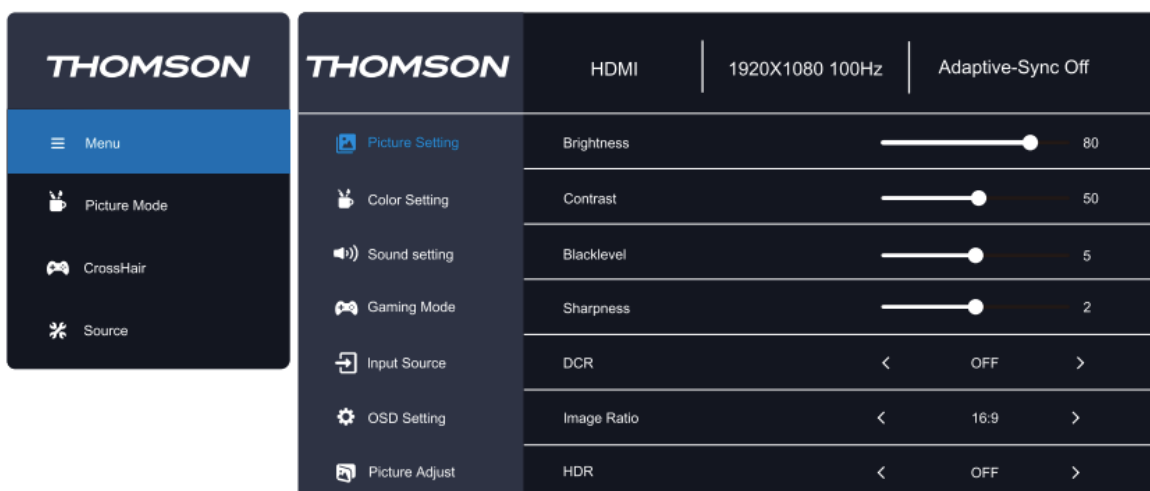 THOMSON
Menu
Picture Mode
CrossHair
Source
THOMSON
HDMI
1920X1080 100Hz
Adaptive-Sync Off
Picture Setting
Brightness 80
Color Setting
Contrast 50
Sound setting
Blacklevel 5
Gaming Mode
Sharpness 2
Input Source
DCR < OFF >
OSD Setting
Image Ratio < 16:9 >
Picture Adjust
HDR < OFF >